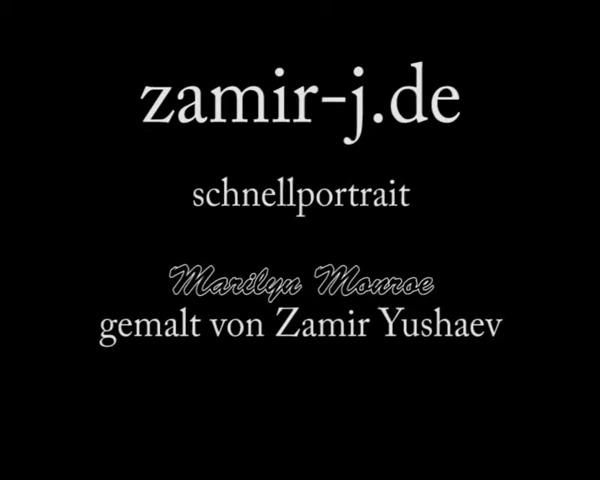 zamir-j.de
schnellportrait
Marilyn Monroe
gemalt von Zamir Yushaev